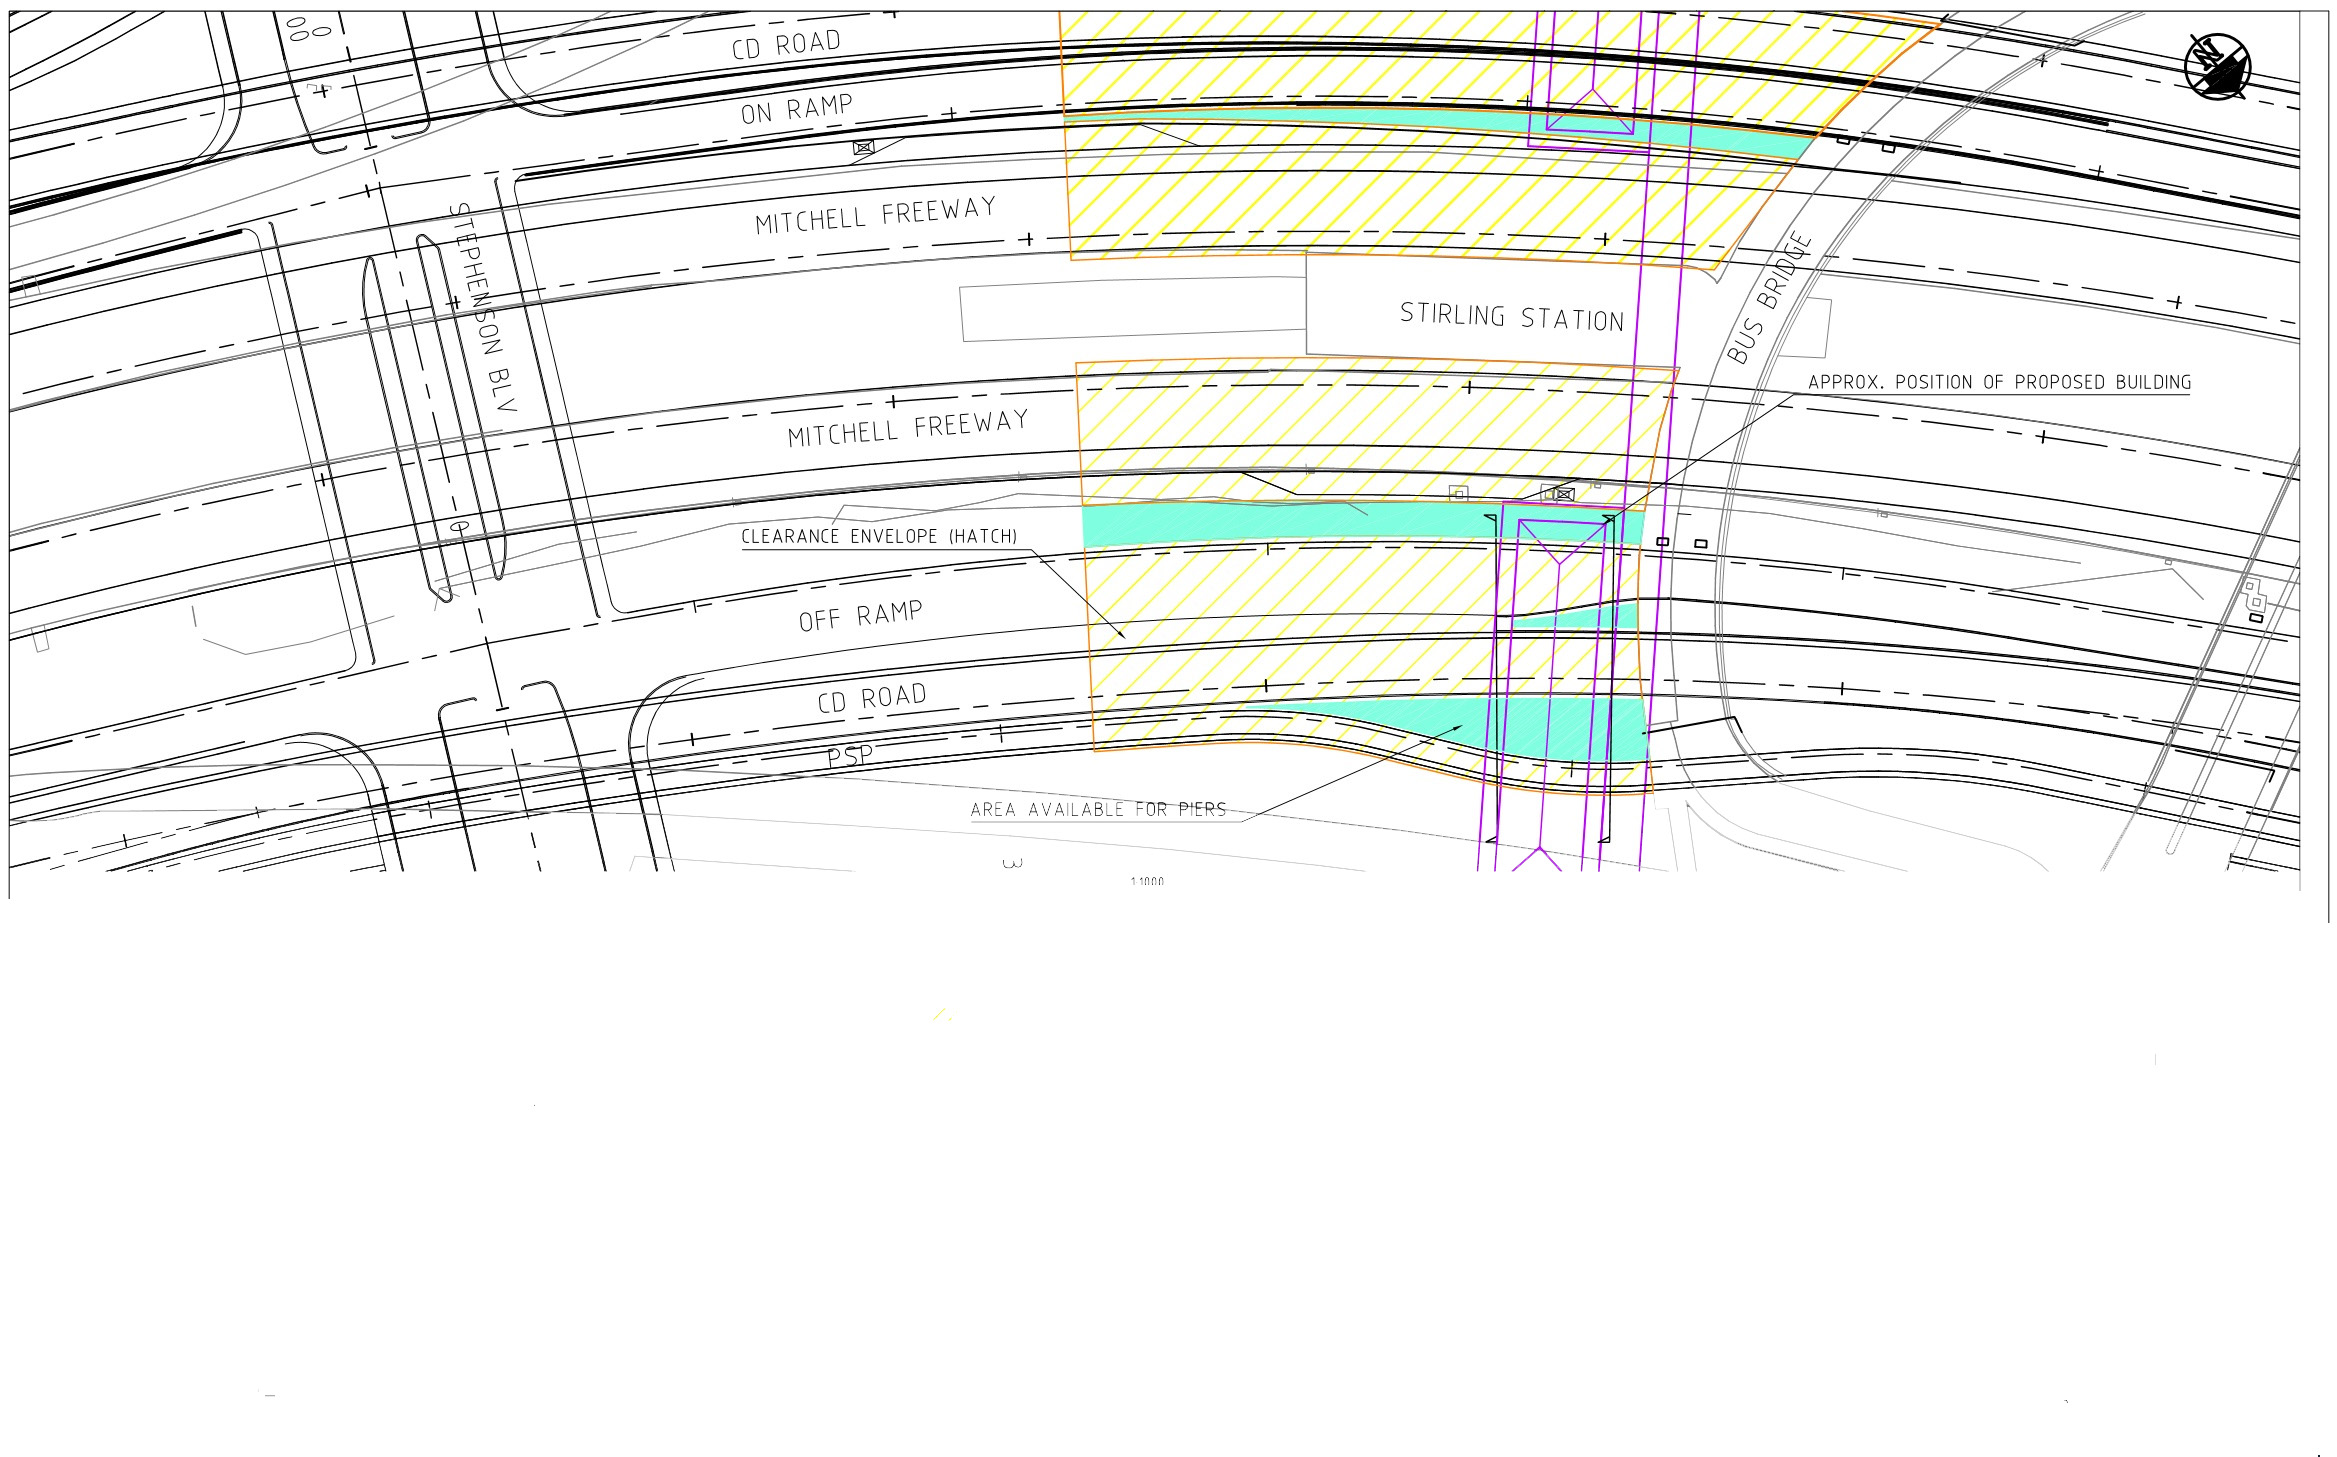 CD ROAD
ON RAMP
N
MITCHELL FREEWAY
STEPHENSON BLV
STIRLING STATION
BUS BRIDGE
APPROX. POSITION OF PROPOSED BUILDING
MITCHELL FREEWAY
CLEARANCE ENVELOPE (HATCH)
OFF RAMP
CD ROAD
PSP
AREA AVAILABLE FOR PIERS
1:1000